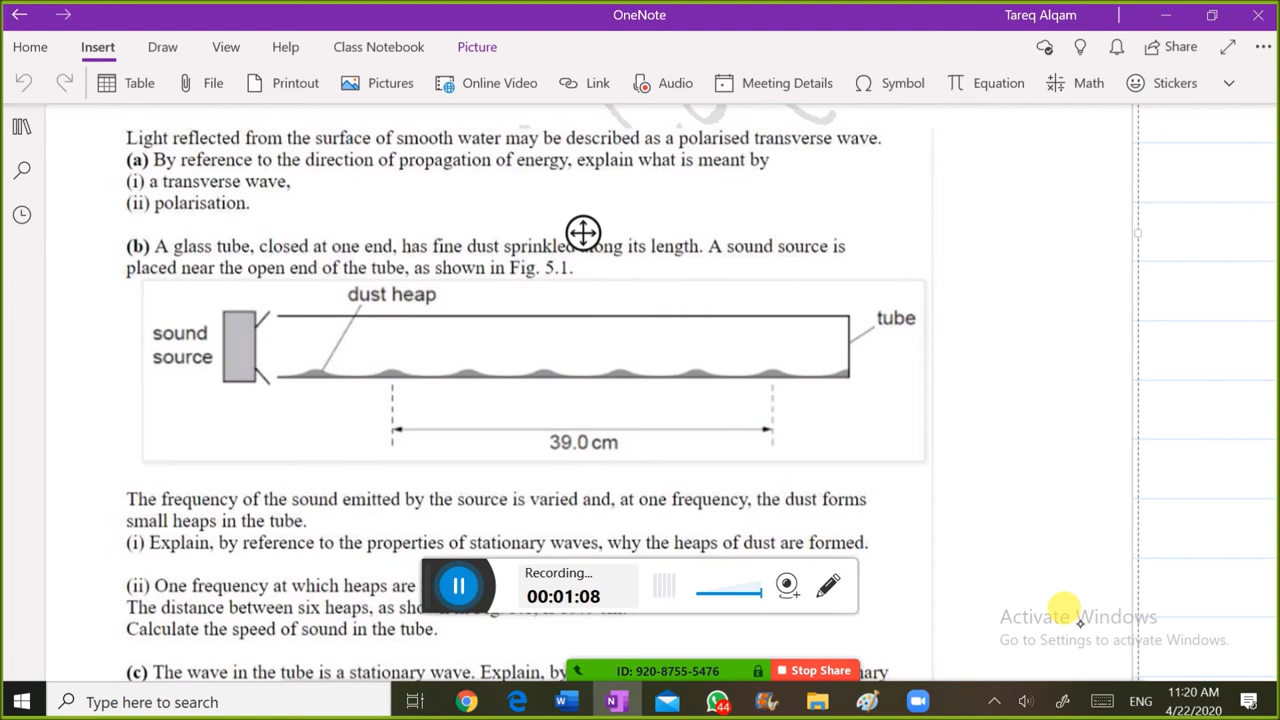 OneNote
Tareq Alqam
Home Insert Draw View Help Class Notebook Picture Share
Table File Printout Pictures Online Video Link Audio Meeting Details Symbol Equation Math Stickers
Light reflected from the surface of smooth water may be described as a polarised transverse wave.
(a) By reference to the direction of propagation of energy, explain what is meant by
(i) a transverse wave,
(ii) polarisation.
(b) A glass tube, closed at one end, has fine dust sprinkled along its length. A sound source is
placed near the open end of the tube, as shown in Fig. 5.1.
dust heap
sound
source
tube
39.0 cm
The frequency of the sound emitted by the source is varied and, at one frequency, the dust forms
small heaps in the tube.
(i) Explain, by reference to the properties of stationary waves, why the heaps of dust are formed.
(ii) One frequency at which heaps are
The distance between six heaps, as
Calculate the speed of sound in the tube.
(c) The wave in the tube is a stationary wave. Explain, by
Recording...
00:01:08
ID: 920-8755-5476 Stop Share
Activate Windows
Go to Settings to activate Windows.
Type here to search
44
ENG
11:20 AM
4/22/2020